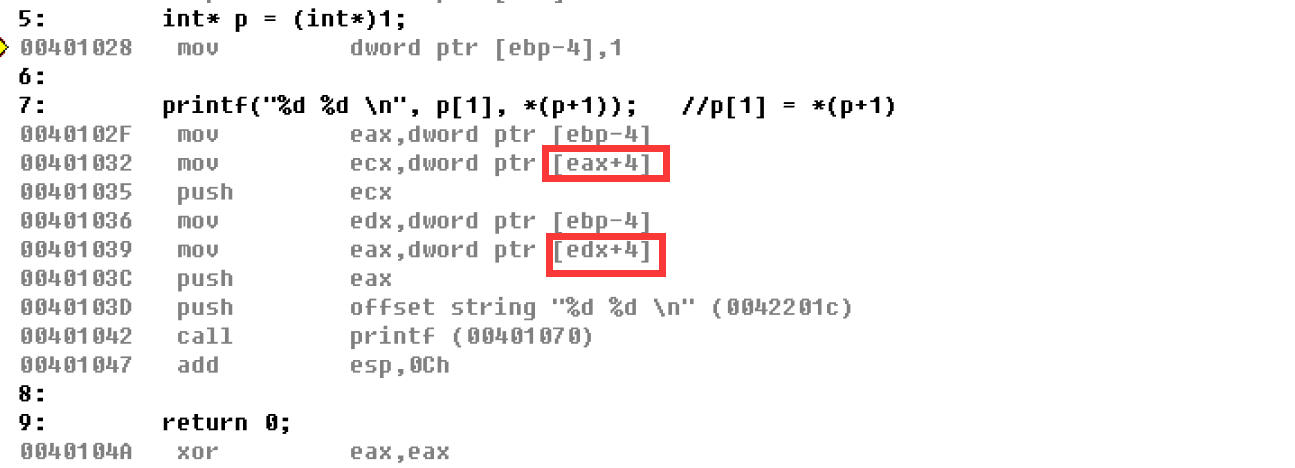 5: int* p = (int*)1;
00401028 mov dword ptr [ebp-4],1
6:
7: printf("%d %d \n", p[1], *(p+1)); //p[1] = *(p+1)
0040102F mov eax,dword ptr [ebp-4]
00401032 mov ecx,dword ptr [eax+4]
00401035 push ecx
00401036 mov edx,dword ptr [ebp-4]
00401039 mov eax,dword ptr [edx+4]
0040103C push eax
0040103D push offset string "%d %d \n" (0042201c)
00401042 call printf (00401070)
00401047 add esp,0Ch
8:
9: return 0;
0040104A xor eax,eax